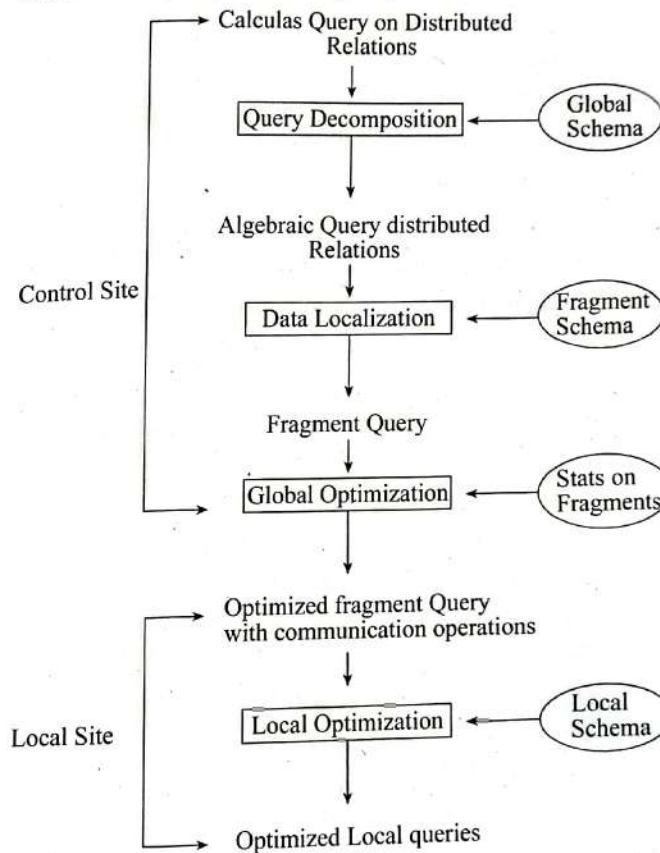 Calculas Query on Distributed
Relations
Query Decomposition
Global
Schema
Algebraic Query distributed
Relations
Control Site
Data Localization
Fragment
Schema
Fragment Query
Global Optimization
Stats on
Fragments
Optimized fragment Query
with communication operations
Local Site
Local Optimization
Local
Schema
Optimized Local queries